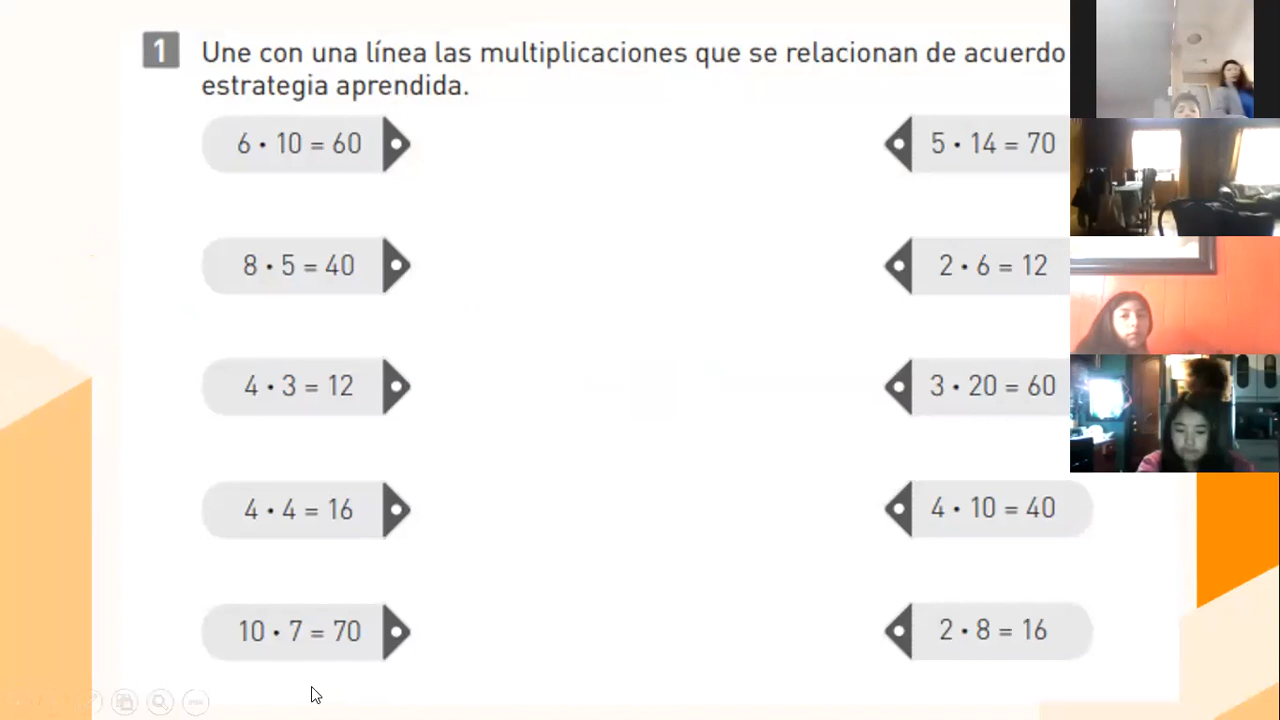 1 Une con una línea las multiplicaciones que se relacionan de acuerdo
estrategia aprendida.
6 · 10 = 60
5 · 14 = 70
8 · 5 = 40
2 · 6 = 12
4 · 3 = 12
3 · 20 = 60
4 · 4 = 16
4 · 10 = 40
10 · 7 = 70
2 · 8 = 16